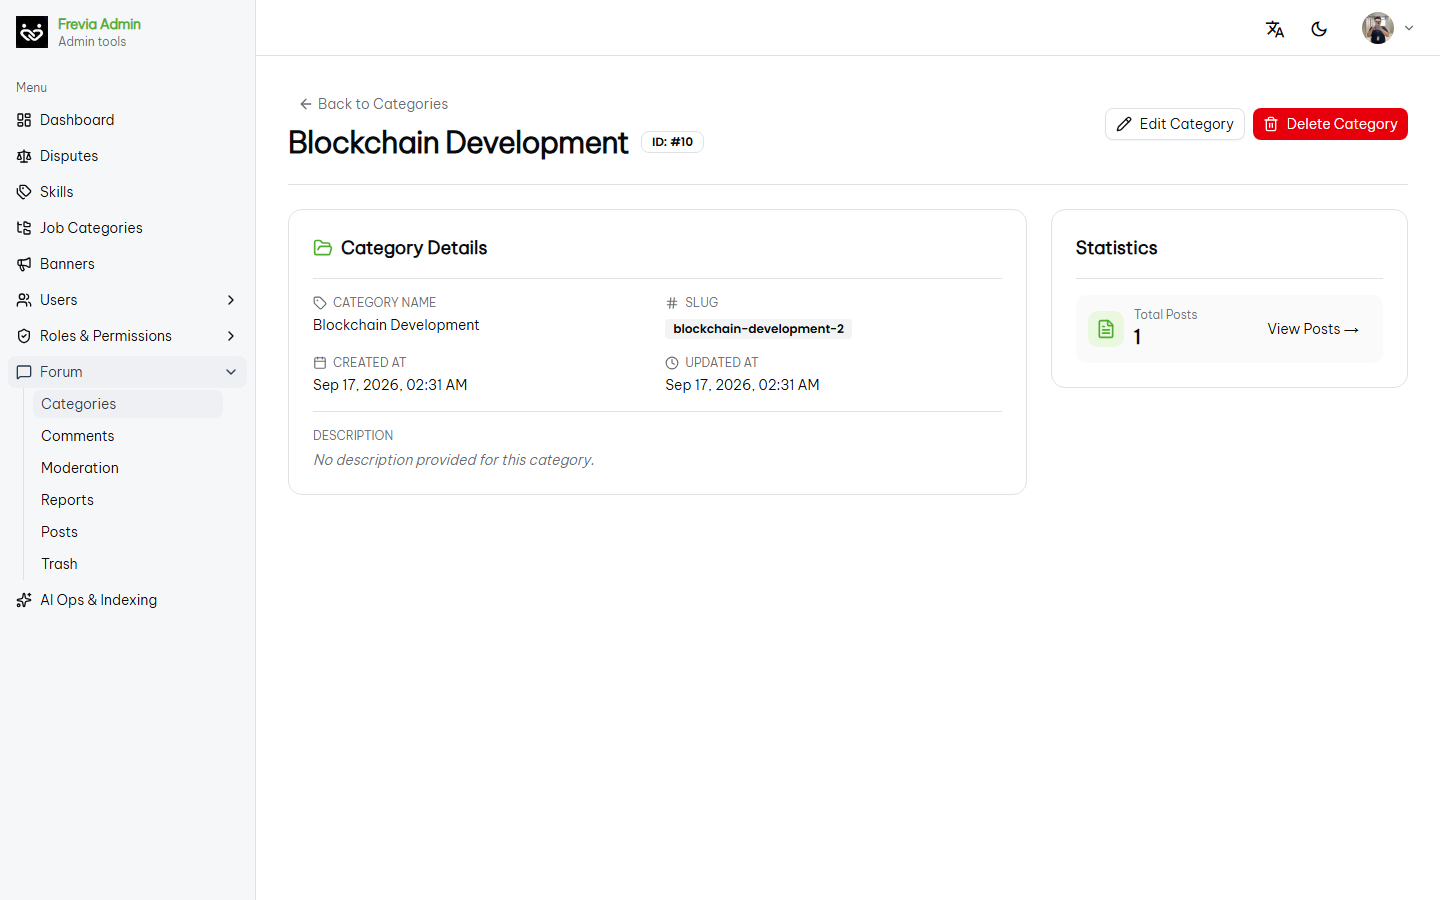 Frevia Admin
Admin tools
Menu
Dashboard
Disputes
Skills
Job Categories
Banners
Users
Roles & Permissions
Forum
Categories
Comments
Moderation
Reports
Posts
Trash
AI Ops & Indexing
← Back to Categories
Blockchain Development ID: #10
Edit Category
Delete Category
Category Details
CATEGORY NAME
Blockchain Development
# SLUG
blockchain-development-2
CREATED AT
Sep 17, 2026, 02:31 AM
UPDATED AT
Sep 17, 2026, 02:31 AM
DESCRIPTION
No description provided for this category.
Statistics
Total Posts
1
View Posts →